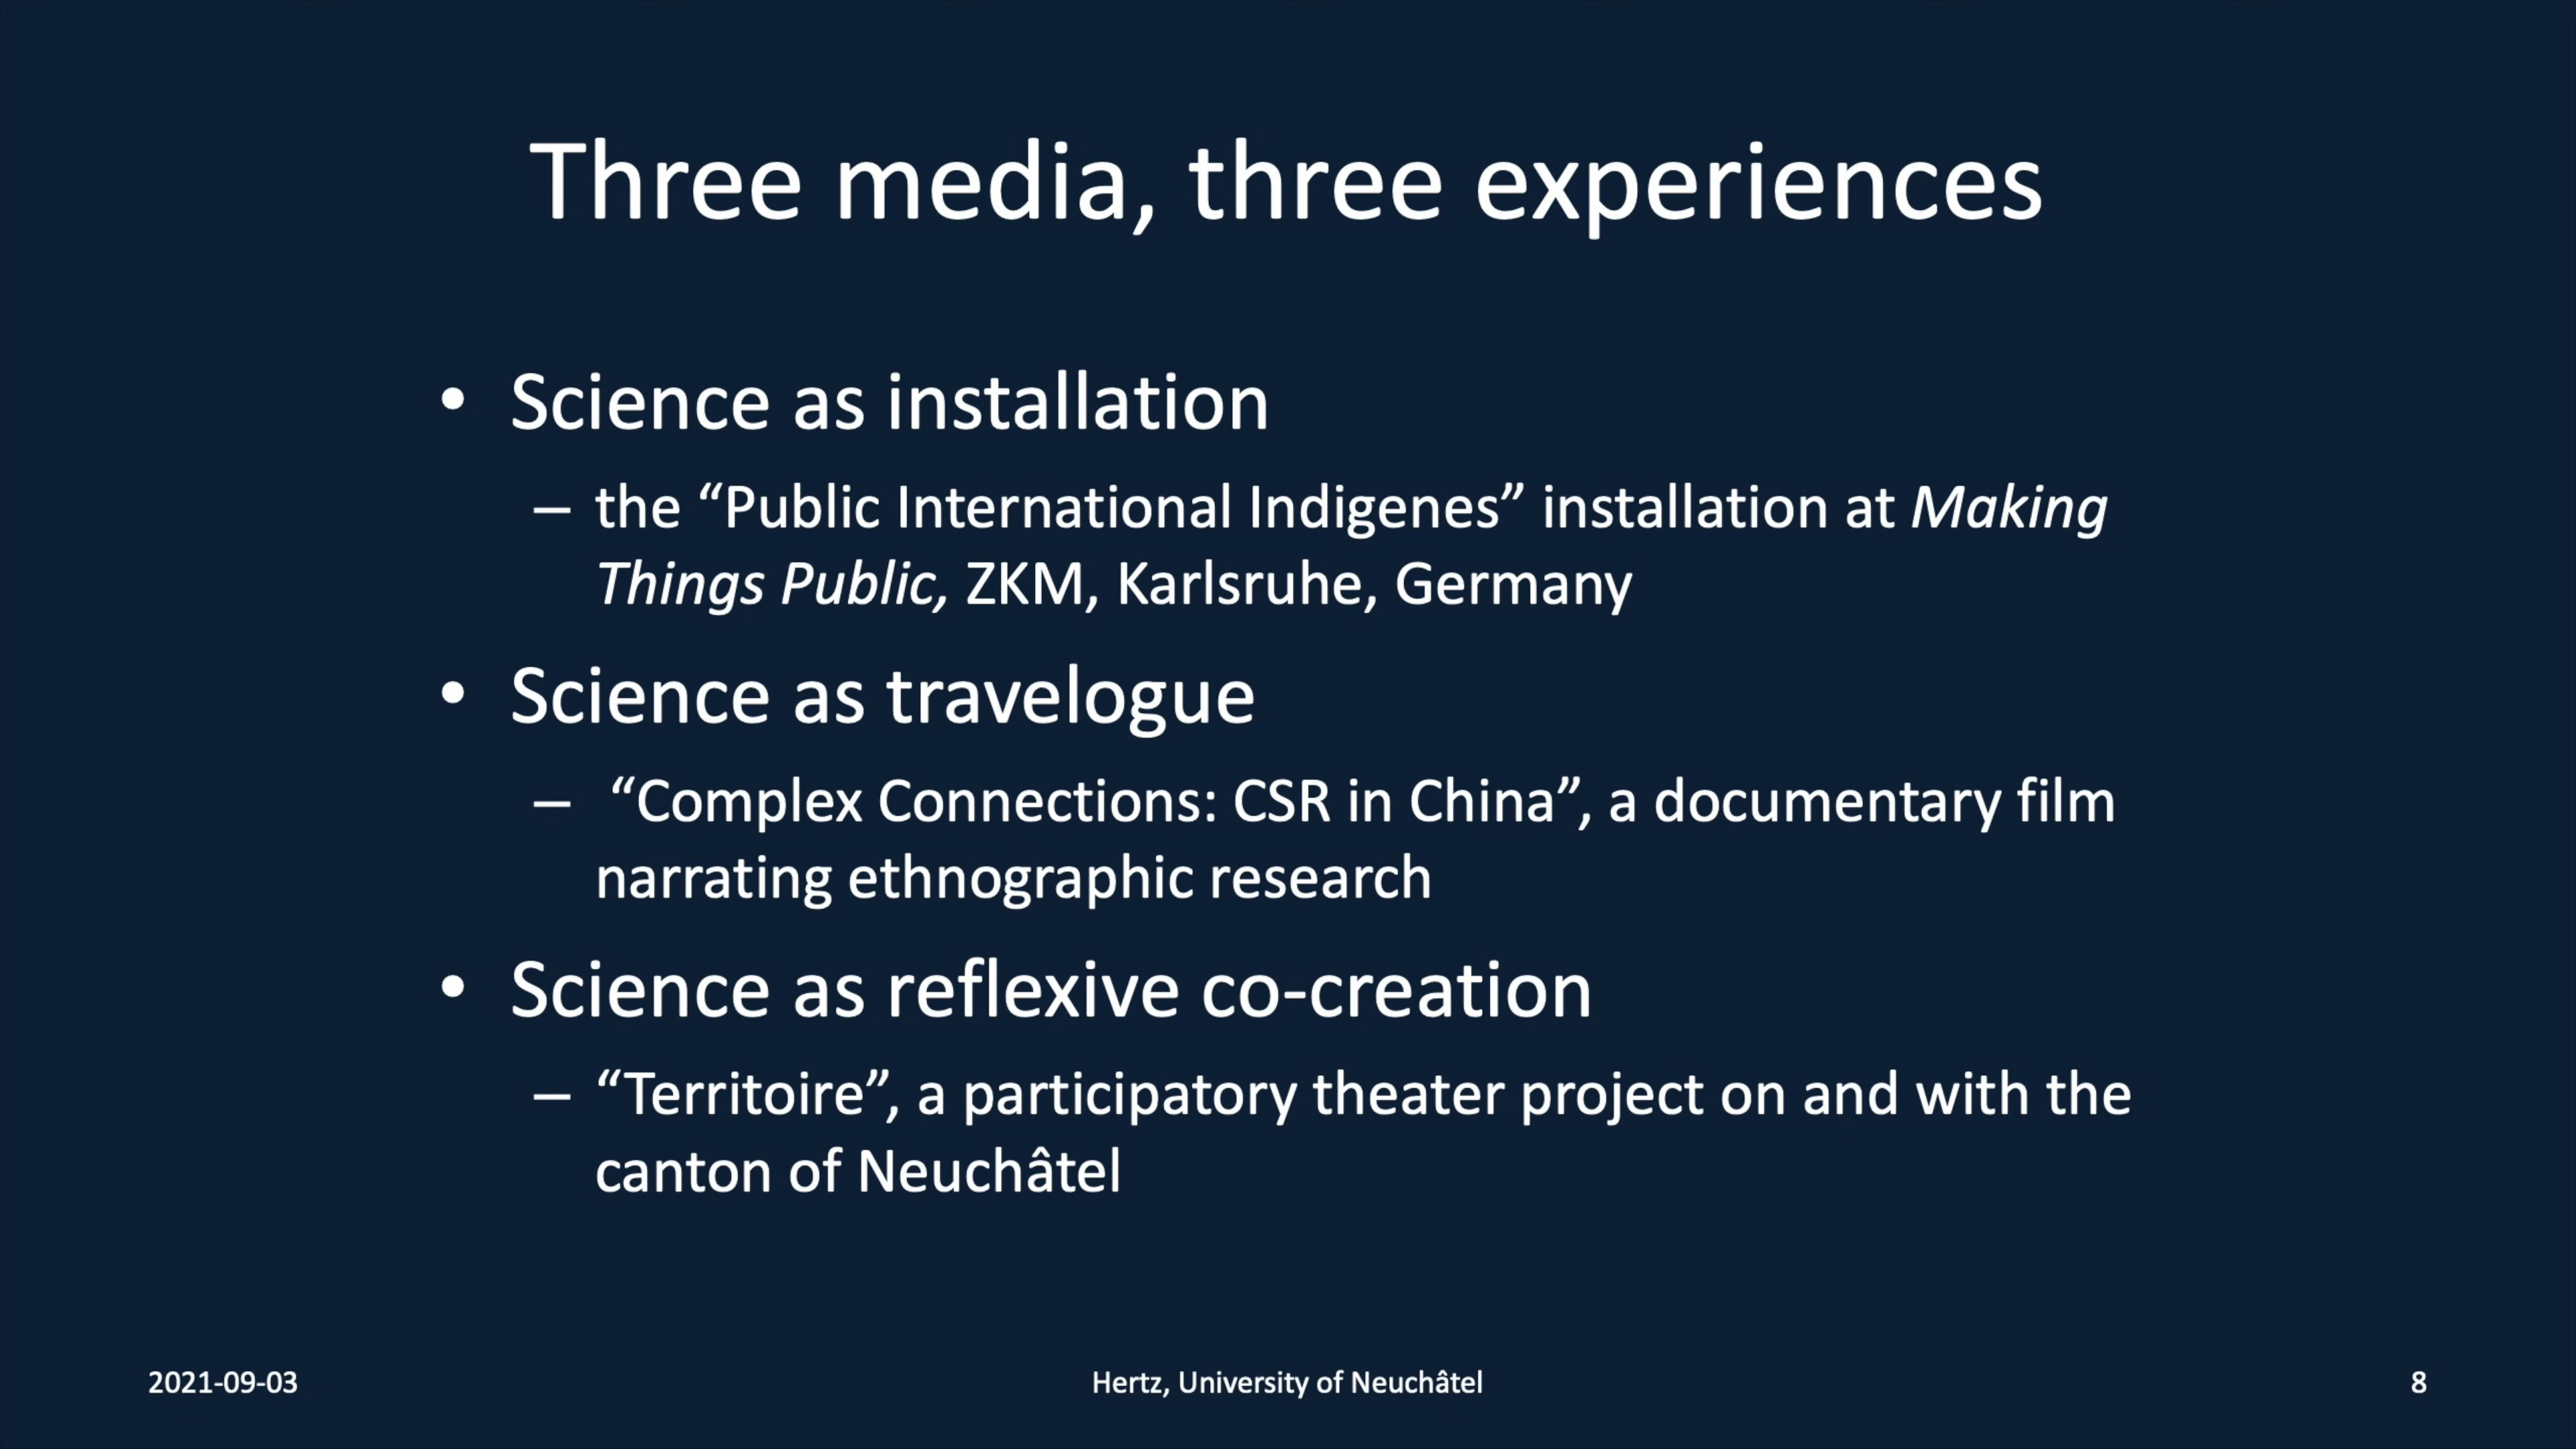 Three media, three experiences
• Science as installation
– the “Public International Indigenes” installation at Making
Things Public, ZKM, Karlsruhe, Germany
• Science as travelogue
– “Complex Connections: CSR in China”, a documentary film
narrating ethnographic research
• Science as reflexive co-creation
– “Territoire”, a participatory theater project on and with the
canton of Neuchâtel
2021-09-03
Hertz, University of Neuchâtel
8